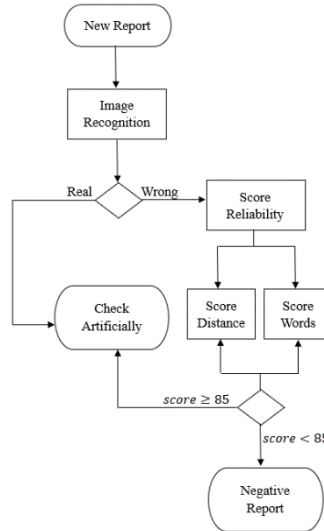 New Report
Image
Recognition
Real
Wrong
Score
Reliability
Check
Artificially
Score
Distance
Score
Words
score ≥ 85
score < 85
Negative
Report